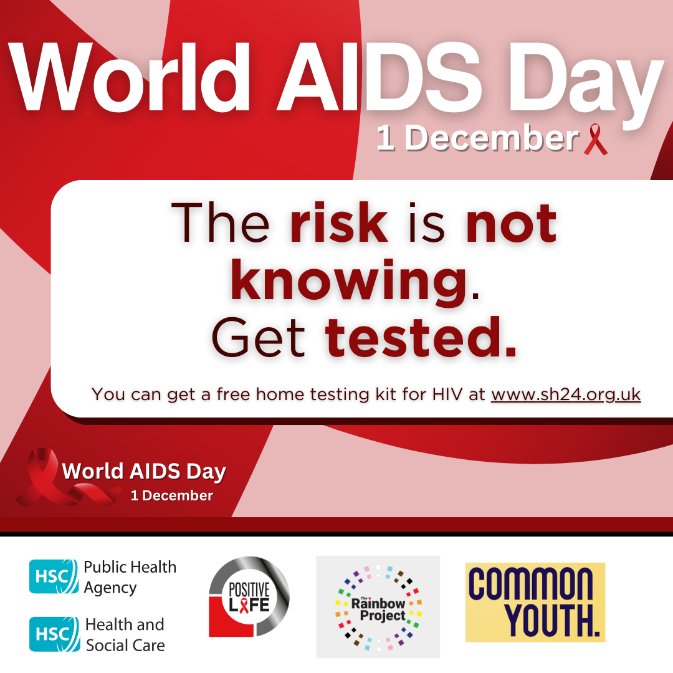 World AIDS Day
1 December
The risk is not
knowing.
Get tested.
You can get a free home testing kit for HIV at www.sh24.org.uk
World AIDS Day
1 December
HSC Public Health
Agency
HSC Health and
Social Care
POSITIVE
LIFE
The
Rainbow
Project
COMMON
YOUTH.